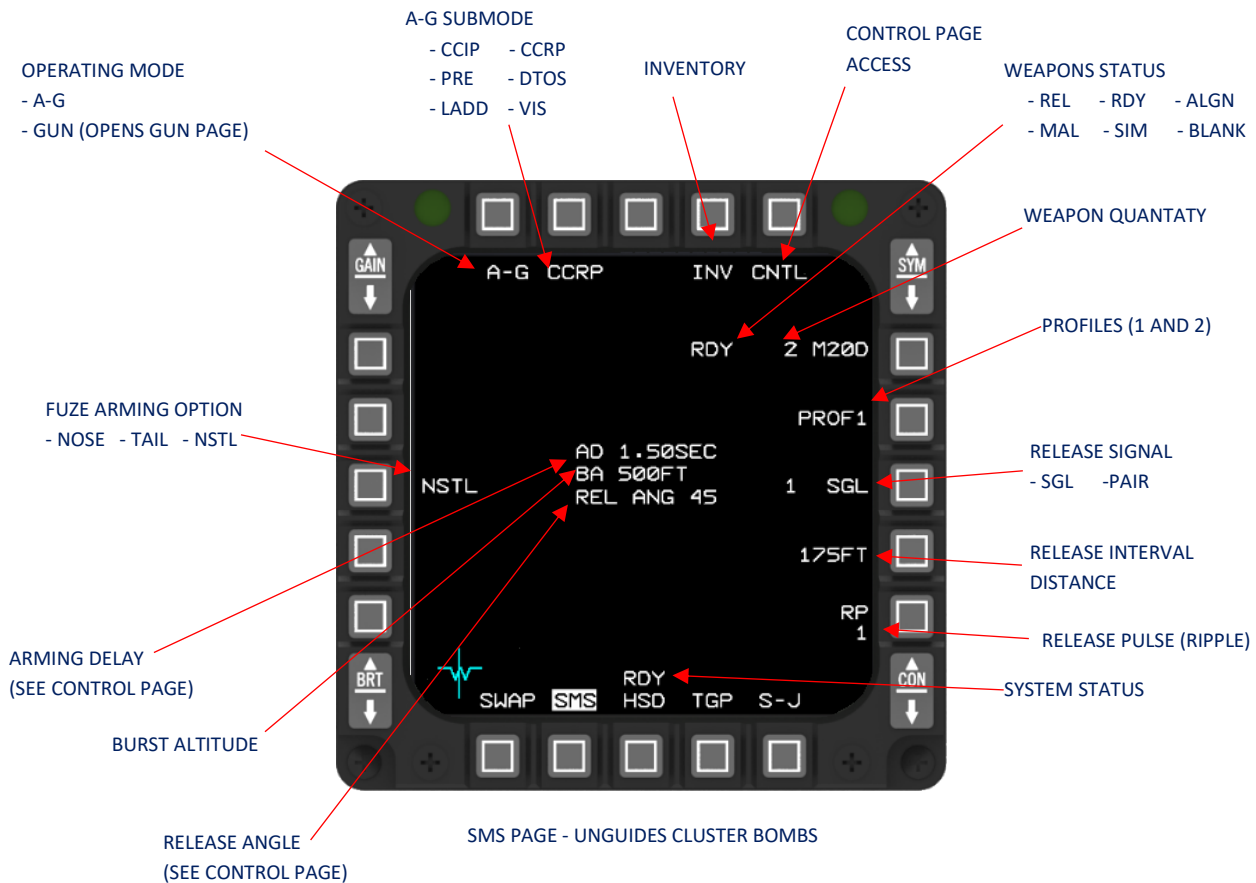 A-G SUBMODE
- CCIP - CCRP
- PRE - DTOS
- LADD - VIS
CONTROL PAGE
ACCESS
OPERATING MODE
- A-G
- GUN (OPENS GUN PAGE)
INVENTORY
WEAPONS STATUS
- REL - RDY - ALGN
- MAL - SIM - BLANK
WEAPON QUANTATY
GAIN
SYM
A-G CCRP INV CNTL
RDY 2 M20D
PROFILES (1 AND 2)
PROF1
FUZE ARMING OPTION
- NOSE - TAIL - NSTL
AD 1.50SEC
BA 500FT
REL ANG 45
NSTL
1 SGL
RELEASE SIGNAL
- SGL -PAIR
175FT
RELEASE INTERVAL
DISTANCE
RP
1
RELEASE PULSE (RIPPLE)
ARMING DELAY
(SEE CONTROL PAGE)
BRT
CON
RDY
SYSTEM STATUS
SWAP SMS HSD TGP S-J
BURST ALTITUDE
RELEASE ANGLE
(SEE CONTROL PAGE)
SMS PAGE - UNGUIDES CLUSTER BOMBS